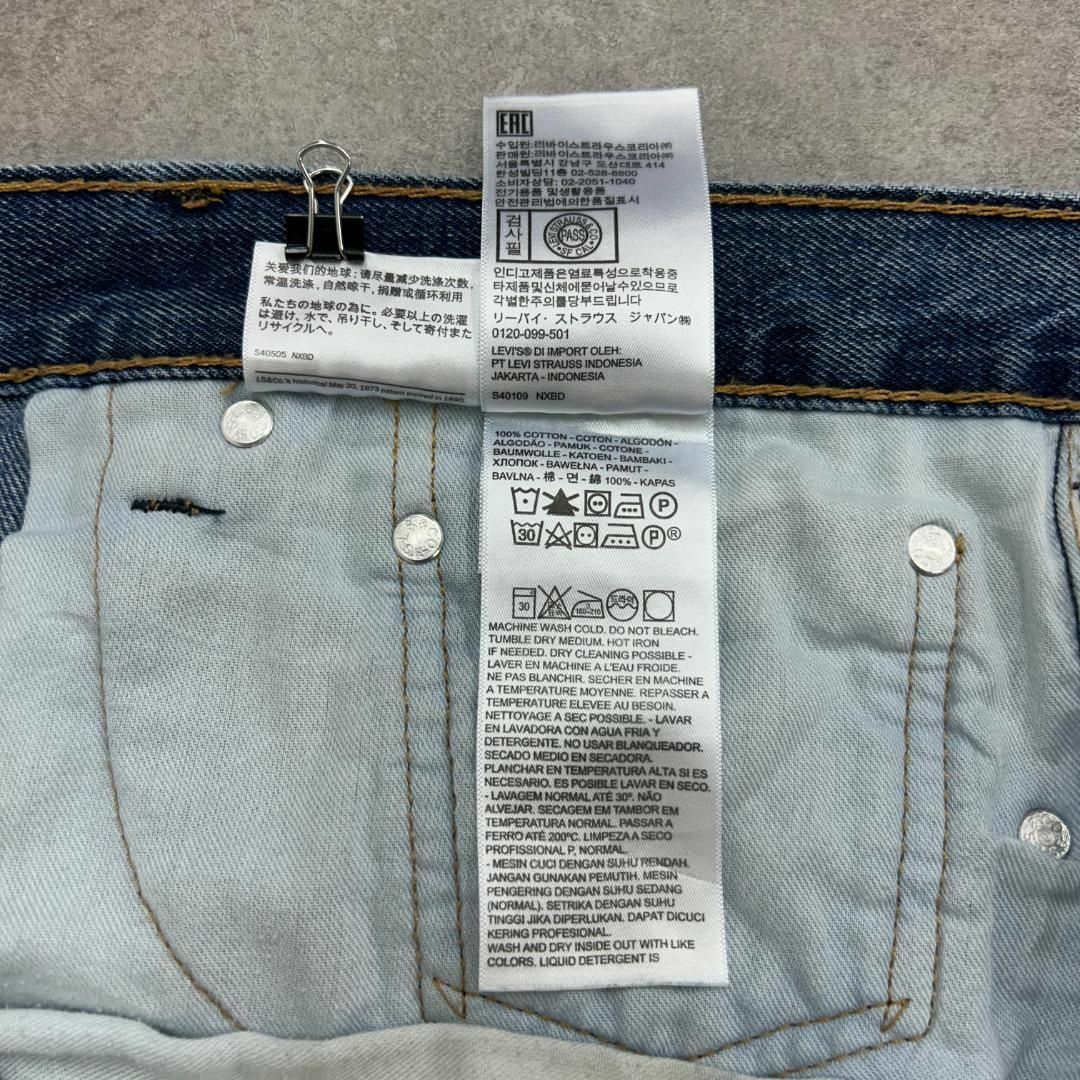 EAC
수입원:리바이스트라우스코리아㈜
판매원:리바이스트라우스코리아㈜
서울특별시 강남구 도산대로 414
한성빌딩11층 02-528-8800
소비자상담: 02-2051-1040
전기용품 및생활용품
안전관리법에의한품질표시
검사필
LEVI STRAUSS & CO
PASS
SF CAL
인디고제품은염료특성으로착용중
타제품및신체에묻어날수있으므로
각별한주의를당부드립니다
リーバイ・ストラウス ジャパン㈱
0120-099-501
LEVI'S® DI IMPORT OLEH:
PT LEVI STRAUSS INDONESIA
JAKARTA - INDONESIA
S40109 NXBD
关爱我们的地球:请尽量减少洗涤次数,
常温洗涤,自然晾干,捐赠或循环利用
私たちの地球の為に。必要以上の洗濯
は避け、水で、吊り干し、そして寄付また
リサイクルへ。
S40505 NXBD
LS&Co.'s historical May 20, 1873 patent expired in 1890.
100% COTTON - COTON - ALGODÓN -
ALGODÃO - PAMUK - COTONE -
BAUMWOLLE - KATOEN - BAMBAKI -
ХЛОПОК - BAWEŁNA - PAMUT -
BAVLNA - 棉 - 면 - 綿 100% - KAPAS
P
30 P ®
30 180~210 드라이
MACHINE WASH COLD. DO NOT BLEACH.
TUMBLE DRY MEDIUM. HOT IRON
IF NEEDED. DRY CLEANING POSSIBLE -
LAVER EN MACHINE A L'EAU FROIDE.
NE PAS BLANCHIR. SECHER EN MACHINE
A TEMPERATURE MOYENNE. REPASSER A
TEMPERATURE ELEVEE AU BESOIN.
NETTOYAGE A SEC POSSIBLE. - LAVAR
EN LAVADORA CON AGUA FRIA Y
DETERGENTE. NO USAR BLANQUEADOR.
SECADO MEDIO EN SECADORA.
PLANCHAR EN TEMPERATURA ALTA SI ES
NECESARIO. ES POSIBLE LAVAR EN SECO.
- LAVAGEM NORMAL ATÉ 30º. NÃO
ALVEJAR. SECAGEM EM TAMBOR EM
TEMPERATURA NORMAL. PASSAR A
FERRO ATÉ 200ºC. LIMPEZA A SECO
PROFISSIONAL P, NORMAL.
- MESIN CUCI DENGAN SUHU RENDAH.
JANGAN GUNAKAN PEMUTIH. MESIN
PENGERING DENGAN SUHU SEDANG
(NORMAL). SETRIKA DENGAN SUHU
TINGGI JIKA DIPERLUKAN. DAPAT DICUCI
KERING PROFESIONAL.
WASH AND DRY INSIDE OUT WITH LIKE
COLORS. LIQUID DETERGENT IS